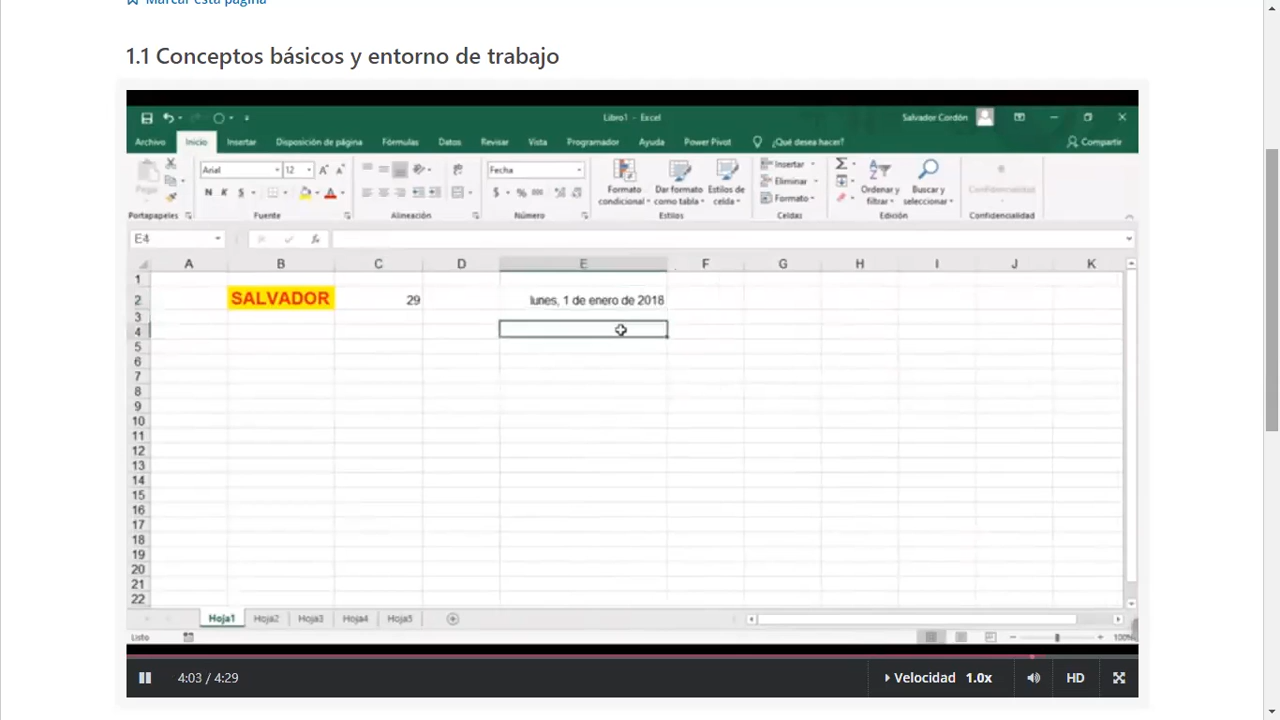 Marcar esta página
1.1 Conceptos básicos y entorno de trabajo
Libro1 - Excel
Salvador Cordón
Archivo Inicio Insertar Disposición de página Fórmulas Datos Revisar Vista Programador Ayuda Power Pivot ¿Qué desea hacer? Compartir
Pegar
Arial 12
N K S
Fecha
$ % 000
Formato condicional
Dar formato como tabla
Estilos de celda
Insertar
Eliminar
Formato
Ordenar y filtrar
Buscar y seleccionar
Confidencialidad
Portapapeles Fuente Alineación Número Estilos Celdas Edición Confidencialidad
E4 fx
A B C D E F G H I J K
1
2 SALVADOR 29 lunes, 1 de enero de 2018
3
4
5
6
7
8
9
10
11
12
13
14
15
16
17
18
19
20
21
22
Hoja1 Hoja2 Hoja3 Hoja4 Hoja5
Listo 100%
4:03 / 4:29 Velocidad 1.0x HD